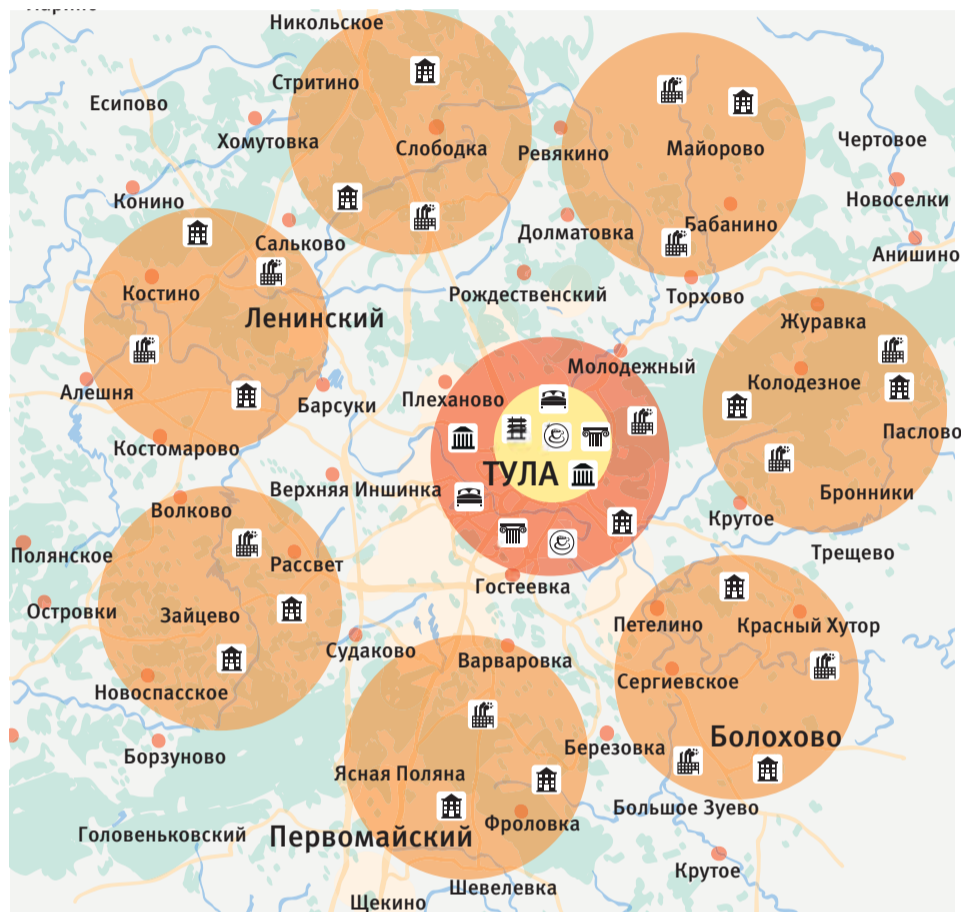 Никольское
Стритино
Есипово
Хомутовка
Слободка
Ревякино
Майорово
Чертовое
Конино
Новоселки
Сальково
Долматовка
Бабанино
Анишино
Костино
Рождественский
Торхово
Ленинский
Журавка
Молодежный
Алешня
Барсуки
Плеханово
Колодезное
Костомарово
Паслово
ТУЛА
Верхняя Иншинка
Бронники
Волково
Крутое
Полянское
Рассвет
Трещево
Гостеевка
Островки
Зайцево
Петелино
Красный Хутор
Судаково
Варваровка
Новоспасское
Сергиевское
Борзуново
Березовка
Болохово
Ясная Поляна
Большое Зуево
Головеньковский
Первомайский
Фроловка
Крутое
Шевелевка
Щекино